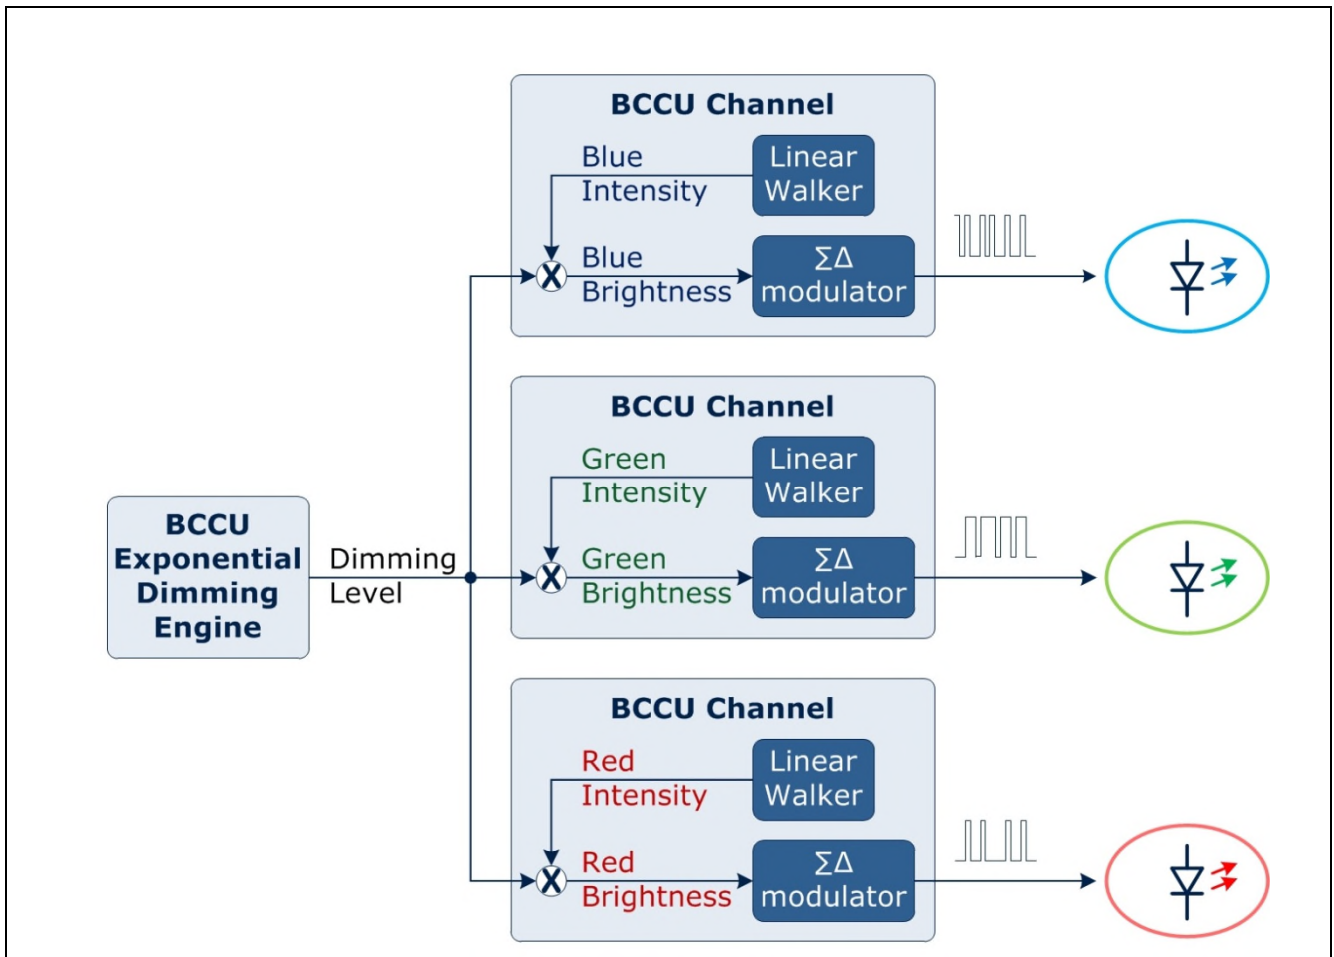 BCCU Channel
Blue
Intensity
Linear
Walker
X
Blue
Brightness
ΣΔ
modulator
BCCU Channel
Green
Intensity
Linear
Walker
BCCU
Exponential
Dimming
Engine
Dimming
Level
X
Green
Brightness
ΣΔ
modulator
BCCU Channel
Red
Intensity
Linear
Walker
X
Red
Brightness
ΣΔ
modulator